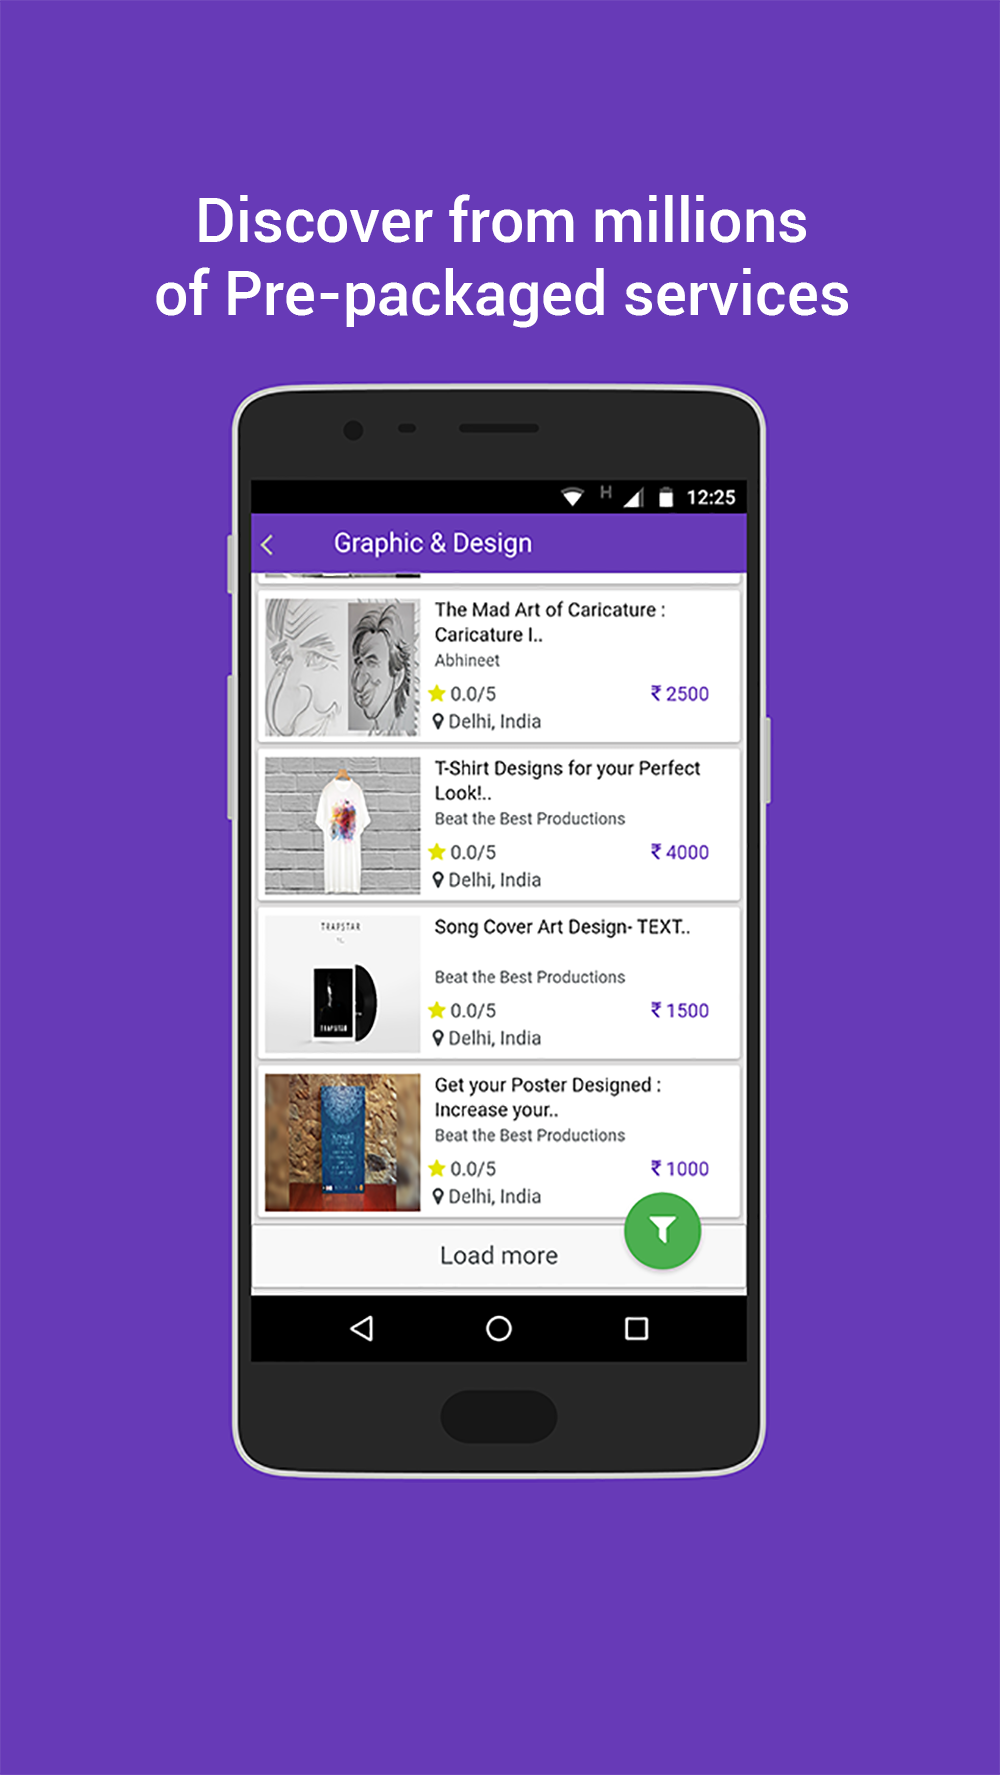 Discover from millions
of Pre-packaged services
H 12:25
Graphic & Design
The Mad Art of Caricature :
Caricature I..
Abhineet
0.0/5
₹ 2500
Delhi, India
T-Shirt Designs for your Perfect
Look!..
Beat the Best Productions
0.0/5
₹ 4000
Delhi, India
TRAPSTAR
TRAPSTAR
Song Cover Art Design- TEXT..
Beat the Best Productions
0.0/5
₹ 1500
Delhi, India
Get your Poster Designed :
Increase your..
Beat the Best Productions
0.0/5
₹ 1000
Delhi, India
Load more